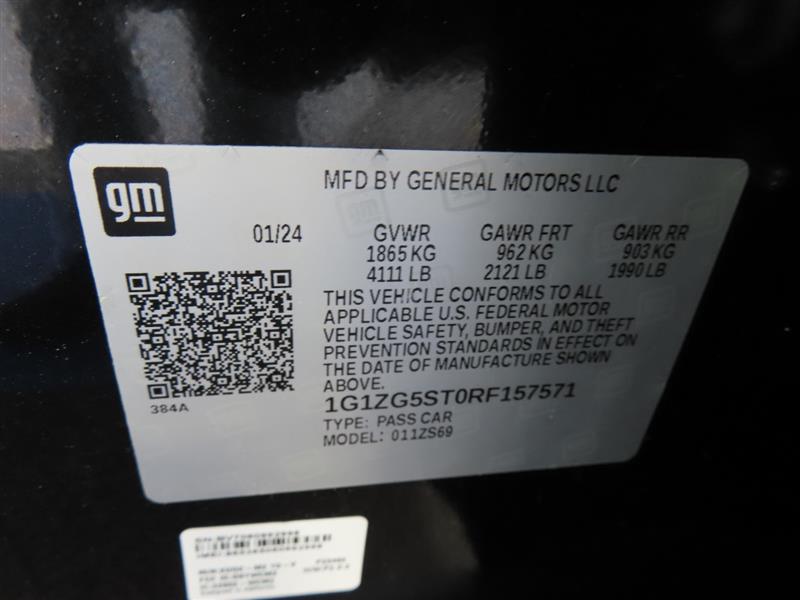 gm
MFD BY GENERAL MOTORS LLC
01/24 GVWR GAWR FRT GAWR RR
1865 KG 962 KG 903 KG
4111 LB 2121 LB 1990 LB
THIS VEHICLE CONFORMS TO ALL
APPLICABLE U.S. FEDERAL MOTOR
VEHICLE SAFETY, BUMPER, AND THEFT
PREVENTION STANDARDS IN EFFECT ON
THE DATE OF MANUFACTURE SHOWN
ABOVE.
384A
1G1ZG5ST0RF157571
TYPE: PASS CAR
MODEL: 011ZS69